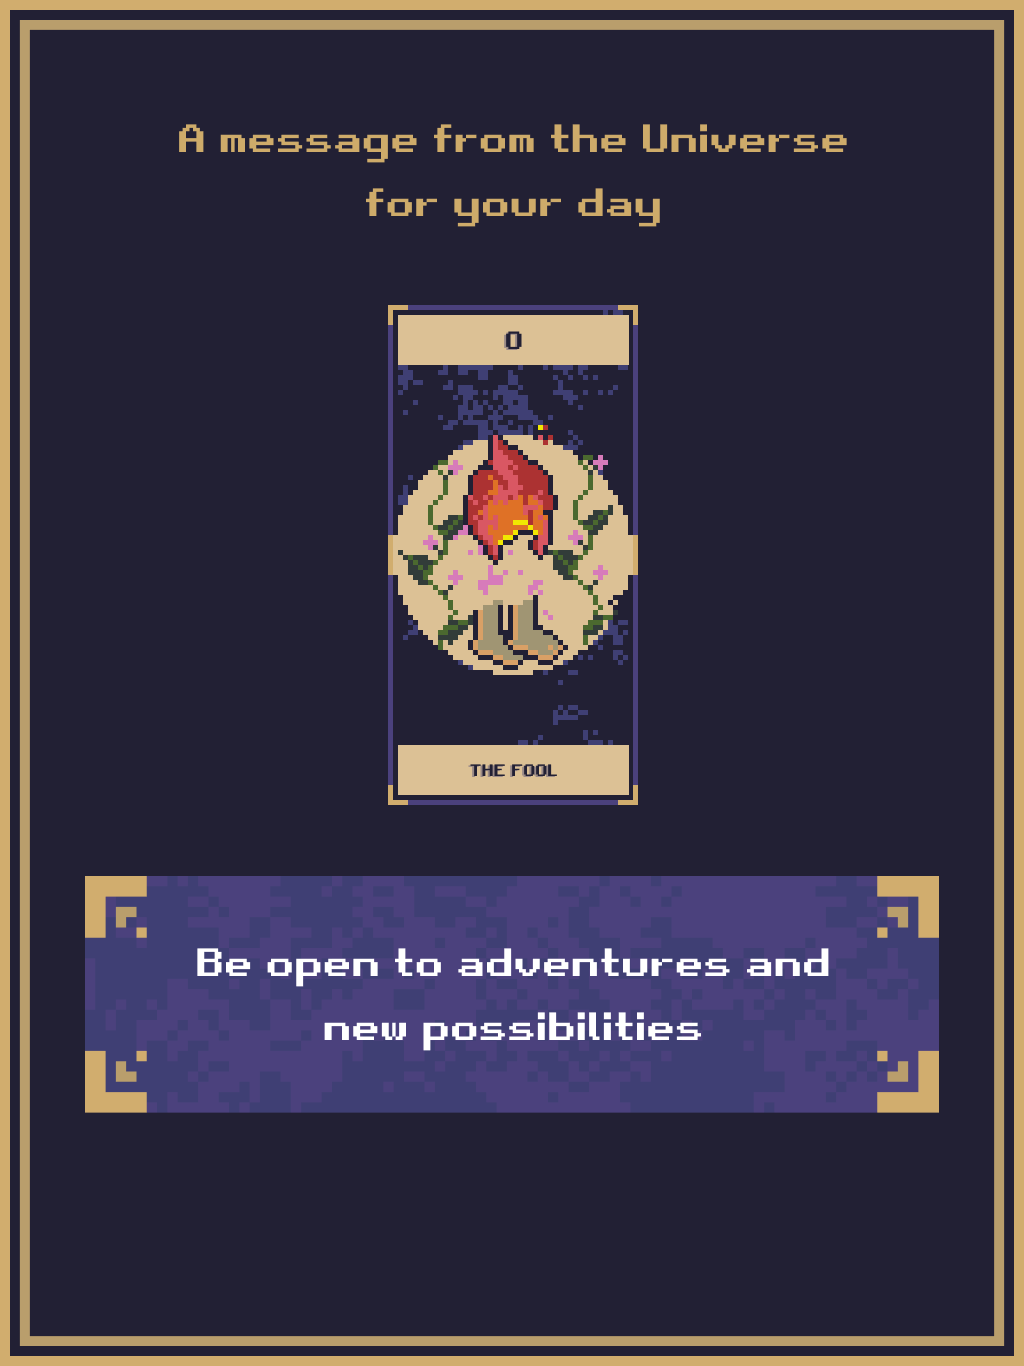 A message from the Universe
for your day
0
THE FOOL
Be open to adventures and
new possibilities